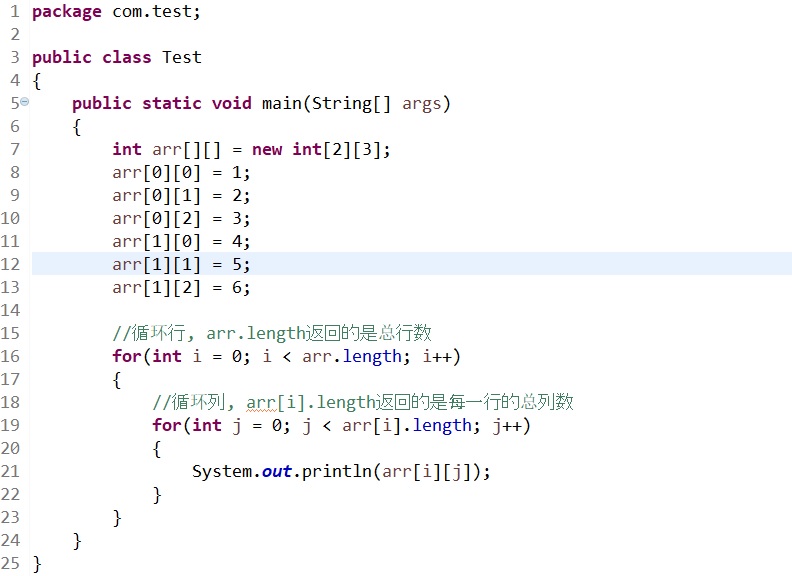 1 package com.test;
2
3 public class Test
4 {
5 public static void main(String[] args)
6 {
7 int arr[][] = new int[2][3];
8 arr[0][0] = 1;
9 arr[0][1] = 2;
10 arr[0][2] = 3;
11 arr[1][0] = 4;
12 arr[1][1] = 5;
13 arr[1][2] = 6;
14
15 //循环行, arr.length返回的是总行数
16 for(int i = 0; i < arr.length; i++)
17 {
18 //循环列, arr[i].length返回的是每一行的总列数
19 for(int j = 0; j < arr[i].length; j++)
20 {
21 System.out.println(arr[i][j]);
22 }
23 }
24 }
25 }